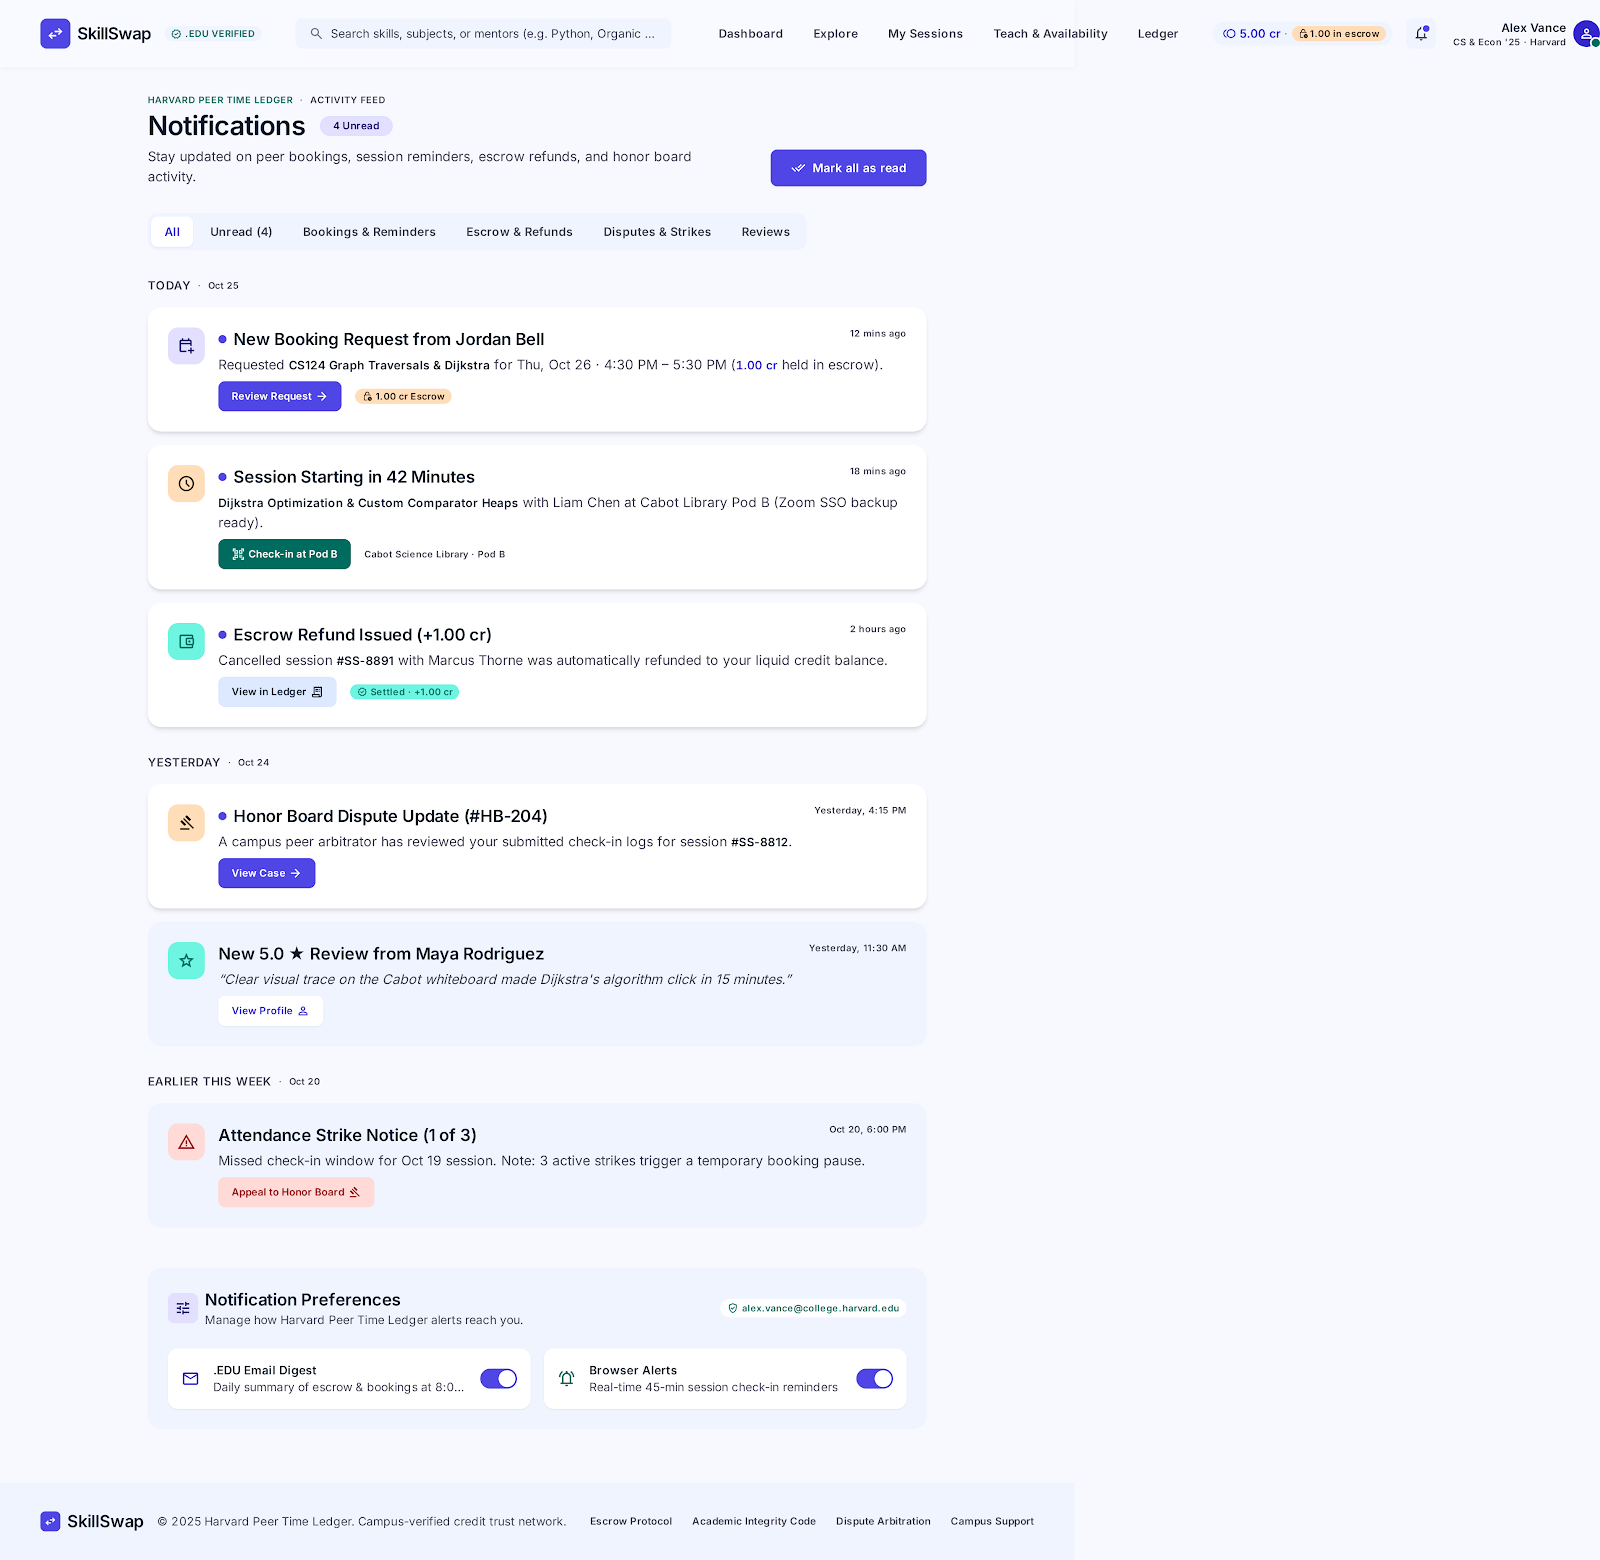 SkillSwap
.EDU VERIFIED
Search skills, subjects, or mentors (e.g. Python, Organic ...
Dashboard
Explore
My Sessions
Teach & Availability
Ledger
5.00 cr ·
1.00 in escrow
Alex Vance
CS & Econ '25 · Harvard
HARVARD PEER TIME LEDGER · ACTIVITY FEED
Notifications
4 Unread
Stay updated on peer bookings, session reminders, escrow refunds, and honor board
activity.
Mark all as read
All
Unread (4)
Bookings & Reminders
Escrow & Refunds
Disputes & Strikes
Reviews
TODAY · Oct 25
New Booking Request from Jordan Bell
12 mins ago
Requested CS124 Graph Traversals & Dijkstra for Thu, Oct 26 · 4:30 PM – 5:30 PM (1.00 cr held in escrow).
Review Request →
1.00 cr Escrow
Session Starting in 42 Minutes
18 mins ago
Dijkstra Optimization & Custom Comparator Heaps with Liam Chen at Cabot Library Pod B (Zoom SSO backup
ready).
Check-in at Pod B
Cabot Science Library · Pod B
Escrow Refund Issued (+1.00 cr)
2 hours ago
Cancelled session #SS-8891 with Marcus Thorne was automatically refunded to your liquid credit balance.
View in Ledger
Settled · +1.00 cr
YESTERDAY · Oct 24
Honor Board Dispute Update (#HB-204)
Yesterday, 4:15 PM
A campus peer arbitrator has reviewed your submitted check-in logs for session #SS-8812.
View Case →
New 5.0 ★ Review from Maya Rodriguez
Yesterday, 11:30 AM
“Clear visual trace on the Cabot whiteboard made Dijkstra's algorithm click in 15 minutes.”
View Profile
EARLIER THIS WEEK · Oct 20
Attendance Strike Notice (1 of 3)
Oct 20, 6:00 PM
Missed check-in window for Oct 19 session. Note: 3 active strikes trigger a temporary booking pause.
Appeal to Honor Board
Notification Preferences
Manage how Harvard Peer Time Ledger alerts reach you.
alex.vance@college.harvard.edu
.EDU Email Digest
Daily summary of escrow & bookings at 8:0...
Browser Alerts
Real-time 45-min session check-in reminders
SkillSwap
© 2025 Harvard Peer Time Ledger. Campus-verified credit trust network.
Escrow Protocol
Academic Integrity Code
Dispute Arbitration
Campus Support